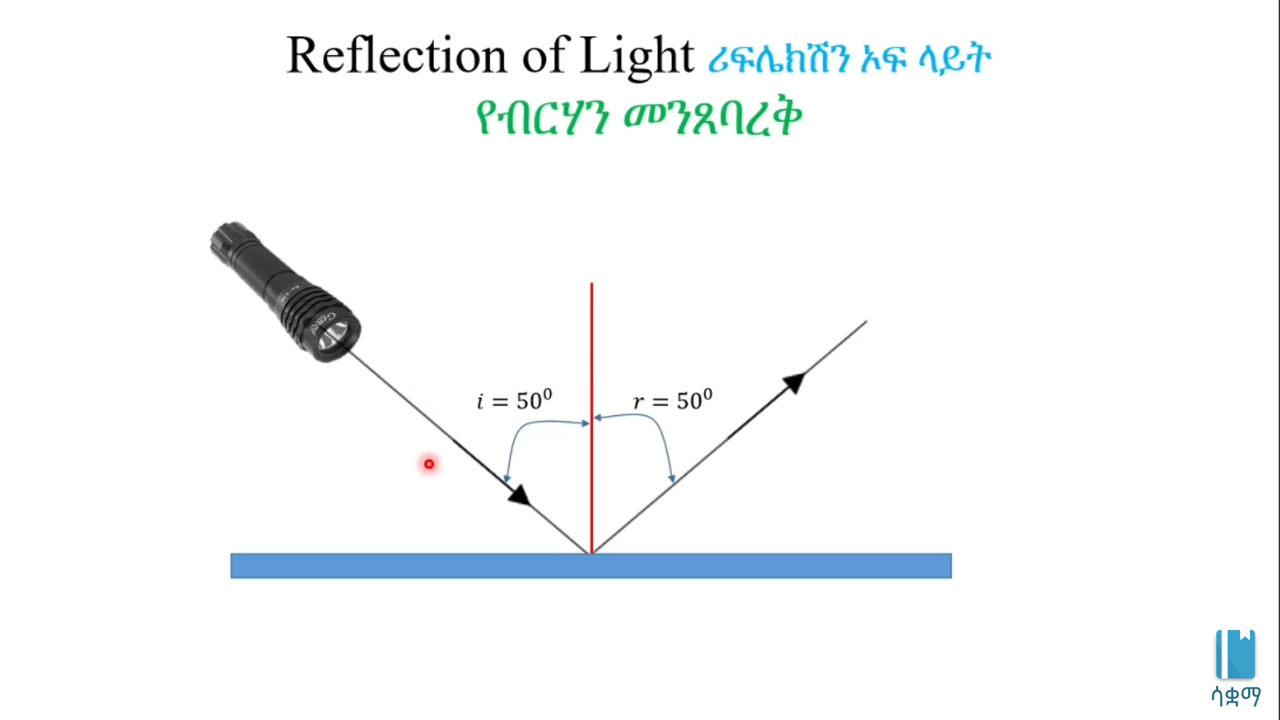 Reflection of Light ሪፍሌክሽን ኦፍ ላይት
የብርሃን መንጸባረቅ
i = 50⁰ r = 50⁰
ሳቋማ